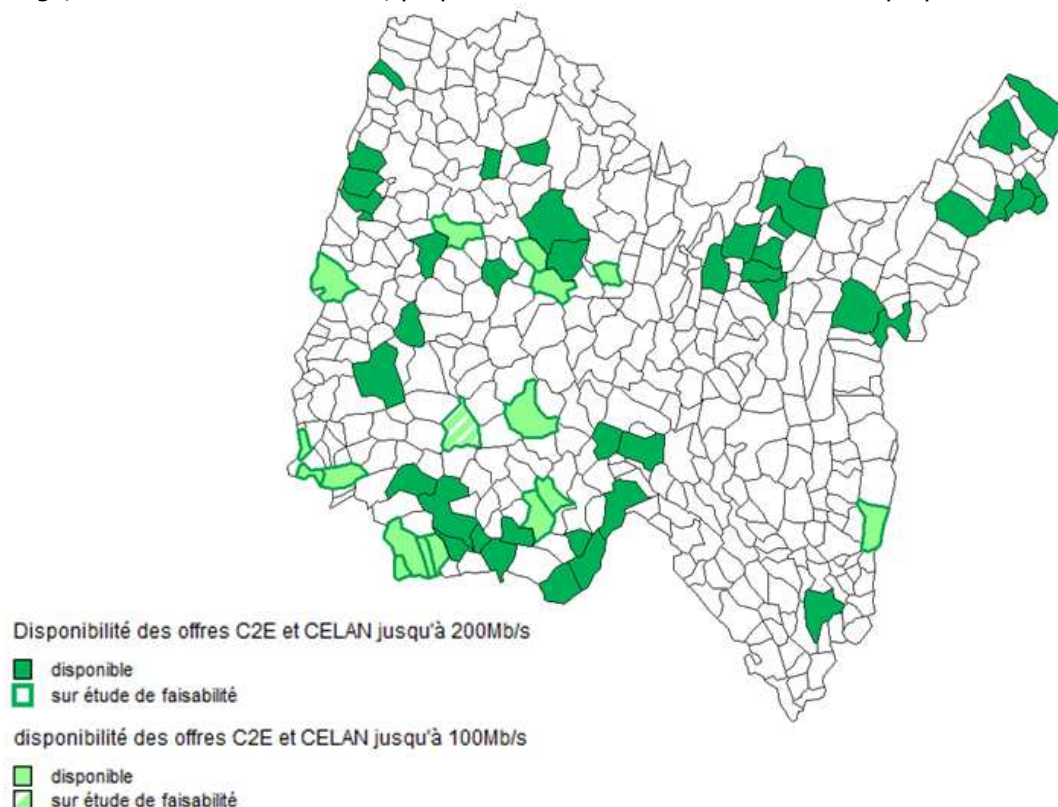 Disponibilité des offres C2E et CELAN jusqu'à 200Mb/s
disponible
sur étude de faisabilité
disponibilité des offres C2E et CELAN jusqu'à 100Mb/s
disponible
sur étude de faisabilité